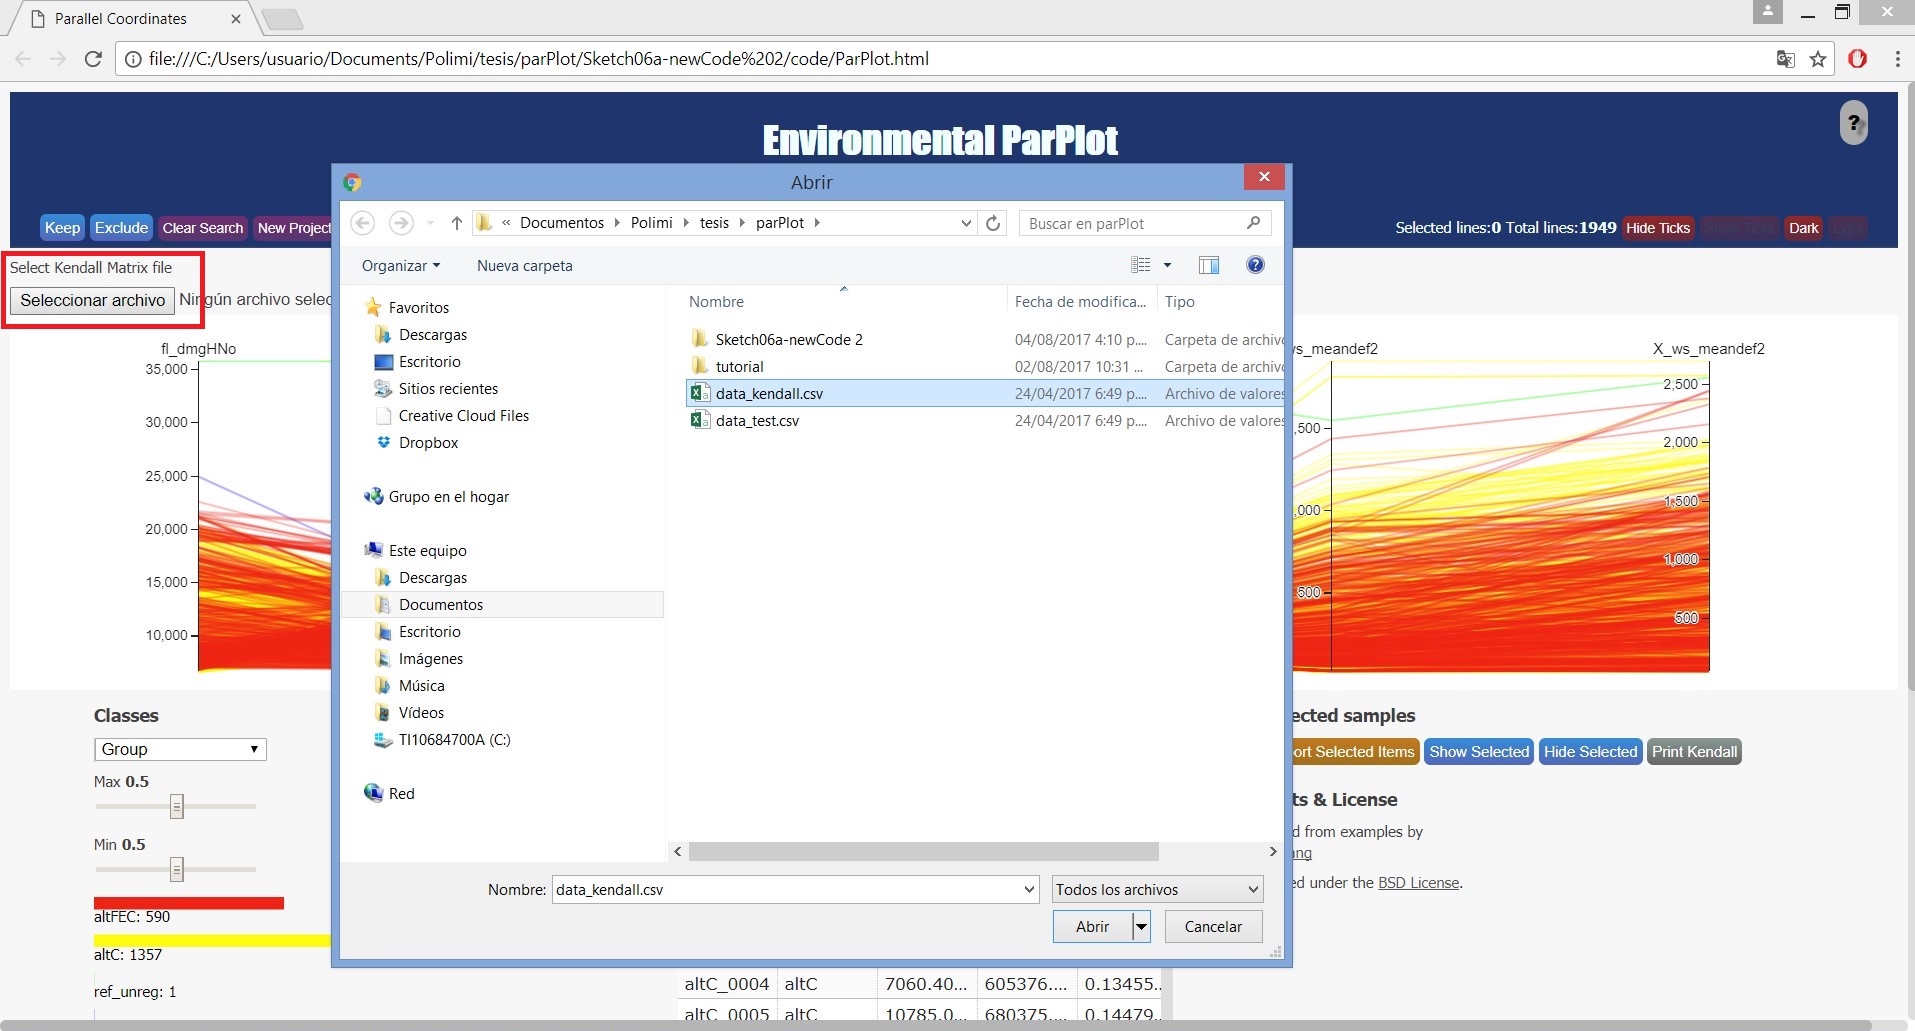 Parallel Coordinates
file:///C:/Users/usuario/Documents/Polimi/tesis/parPlot/Sketch06a-newCode%202/code/ParPlot.html
Environmental ParPlot
?
Keep Exclude Clear Search New Project
Selected lines:0 Total lines:1949 Hide Ticks Show Ticks Dark Light
Select Kendall Matrix file
Seleccionar archivo Ningún archivo selec
Abrir
« Documentos Polimi tesis parPlot
Buscar en parPlot
Organizar Nueva carpeta
Nombre Fecha de modifica... Tipo
Sketch06a-newCode 2 04/08/2017 4:10 p.... Carpeta de archiv
tutorial 02/08/2017 10:31 ... Carpeta de archiv
data_kendall.csv 24/04/2017 6:49 p.... Archivo de valores
data_test.csv 24/04/2017 6:49 p.... Archivo de valores
Favoritos
Descargas
Escritorio
Sitios recientes
Creative Cloud Files
Dropbox
Grupo en el hogar
Este equipo
Descargas
Documentos
Escritorio
Imágenes
Música
Vídeos
TI10684700A (C:)
Red
Nombre: data_kendall.csv Todos los archivos
Abrir Cancelar
fl_dmgHNo
35,000
30,000
25,000
20,000
15,000
10,000
ws_meandef2
,500
,000
500
X_ws_meandef2
2,500
2,000
1,500
1,000
500
Classes
Group
Max 0.5
Min 0.5
altFEC: 590
altC: 1357
ref_unreg: 1
ected samples
ort Selected Items Show Selected Hide Selected Print Kendall
ts & License
d from examples by
ang
ed under the BSD License.
altC_0004 altC 7060.40... 605376.... 0.13455..
altC_0005 altC 10785.0... 680375.... 0.14479..